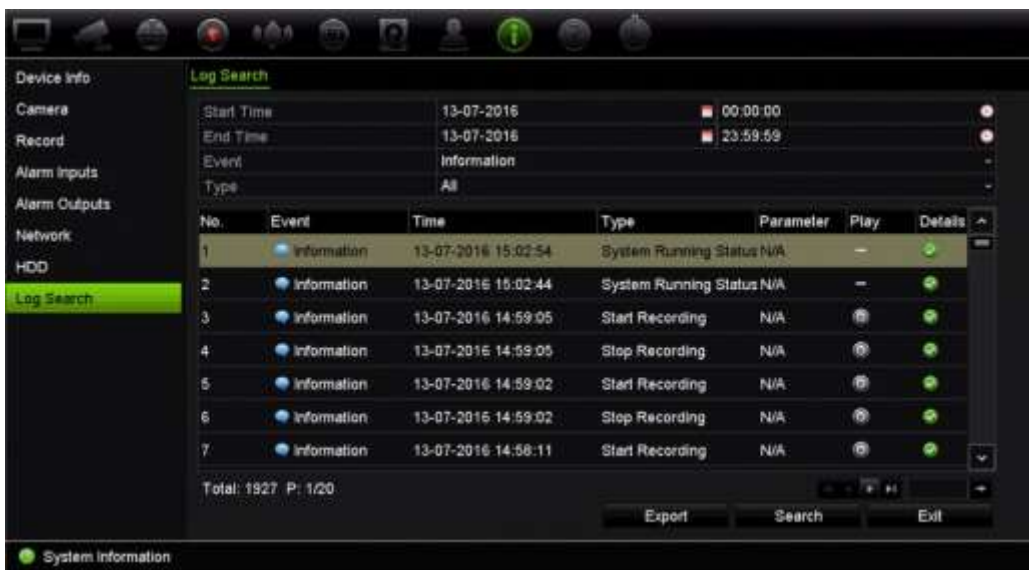 Device Info
Camera
Record
Alarm Inputs
Alarm Outputs
Network
HDD
Log Search
Log Search
Start Time 13-07-2016 00:00:00
End Time 13-07-2016 23:59:59
Event Information
Type All
No. Event Time Type Parameter Play Details
1 Information 13-07-2016 15:02:54 System Running Status N/A
2 Information 13-07-2016 15:02:44 System Running Status N/A
3 Information 13-07-2016 14:59:05 Start Recording N/A
4 Information 13-07-2016 14:59:05 Stop Recording N/A
5 Information 13-07-2016 14:59:02 Start Recording N/A
6 Information 13-07-2016 14:59:02 Stop Recording N/A
7 Information 13-07-2016 14:58:11 Start Recording N/A
Total: 1927 P: 1/20
Export Search Exit
System Information